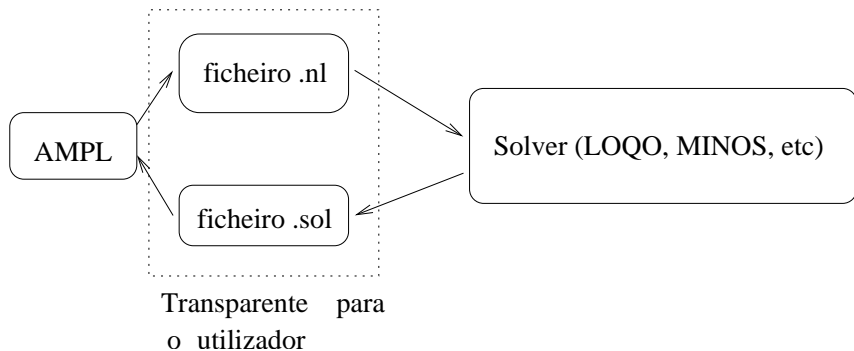 ficheiro .nl
AMPL
Solver (LOQO, MINOS, etc)
ficheiro .sol
Transparente para
o utilizador